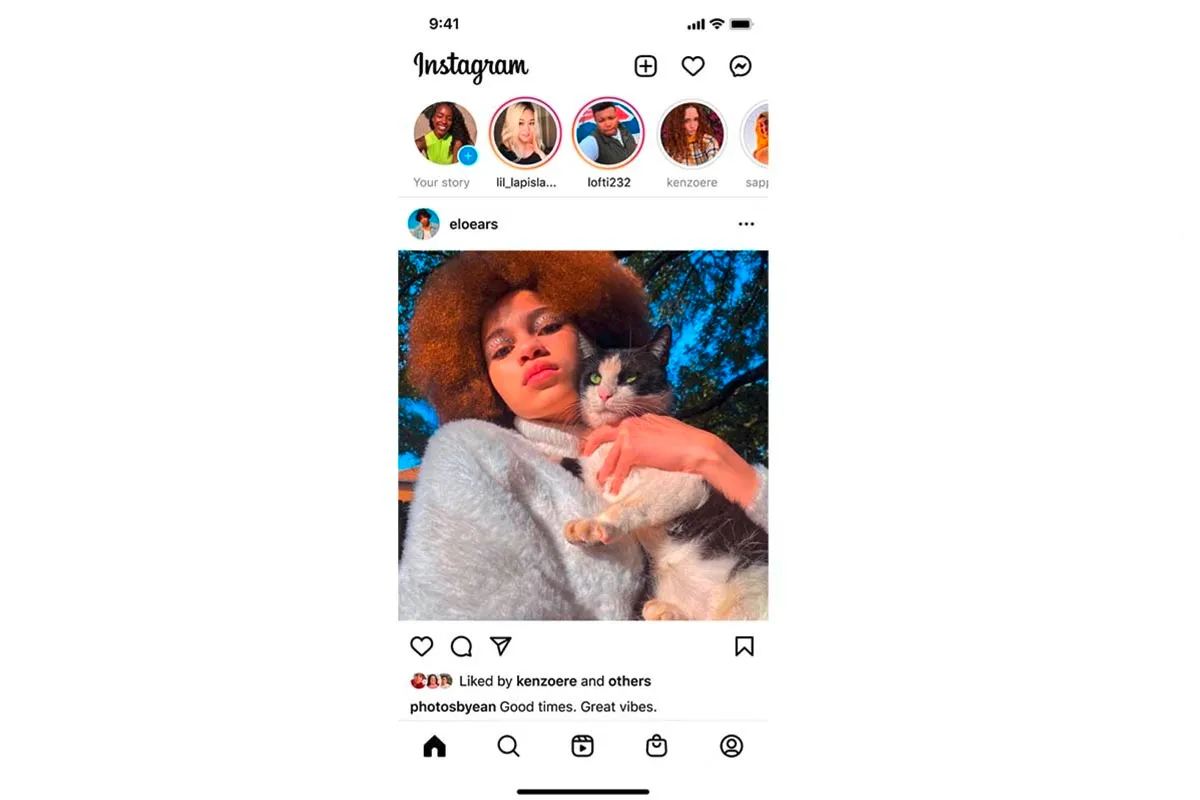 9:41
Instagram
Your story lil_lapisla... lofti232 kenzoere sapp
eloears
Liked by kenzoere and others
photosbyean Good times. Great vibes.